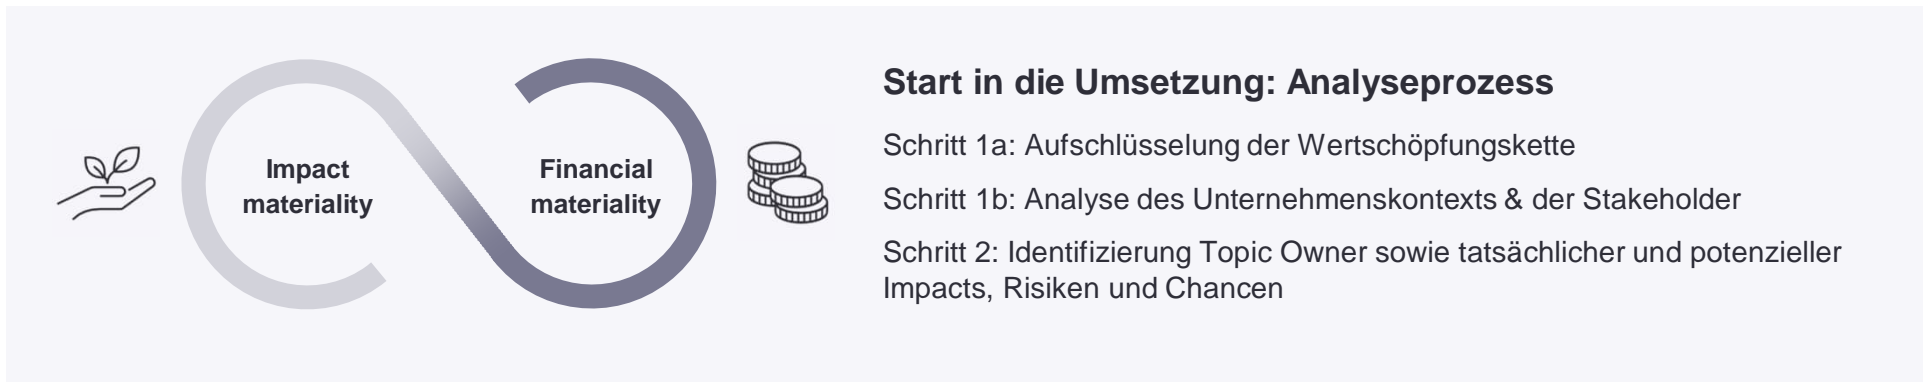 Impact
materiality
Financial
materiality
Start in die Umsetzung: Analyseprozess
Schritt 1a: Aufschlüsselung der Wertschöpfungskette
Schritt 1b: Analyse des Unternehmenskontexts & der Stakeholder
Schritt 2: Identifizierung Topic Owner sowie tatsächlicher und potenzieller
Impacts, Risiken und Chancen